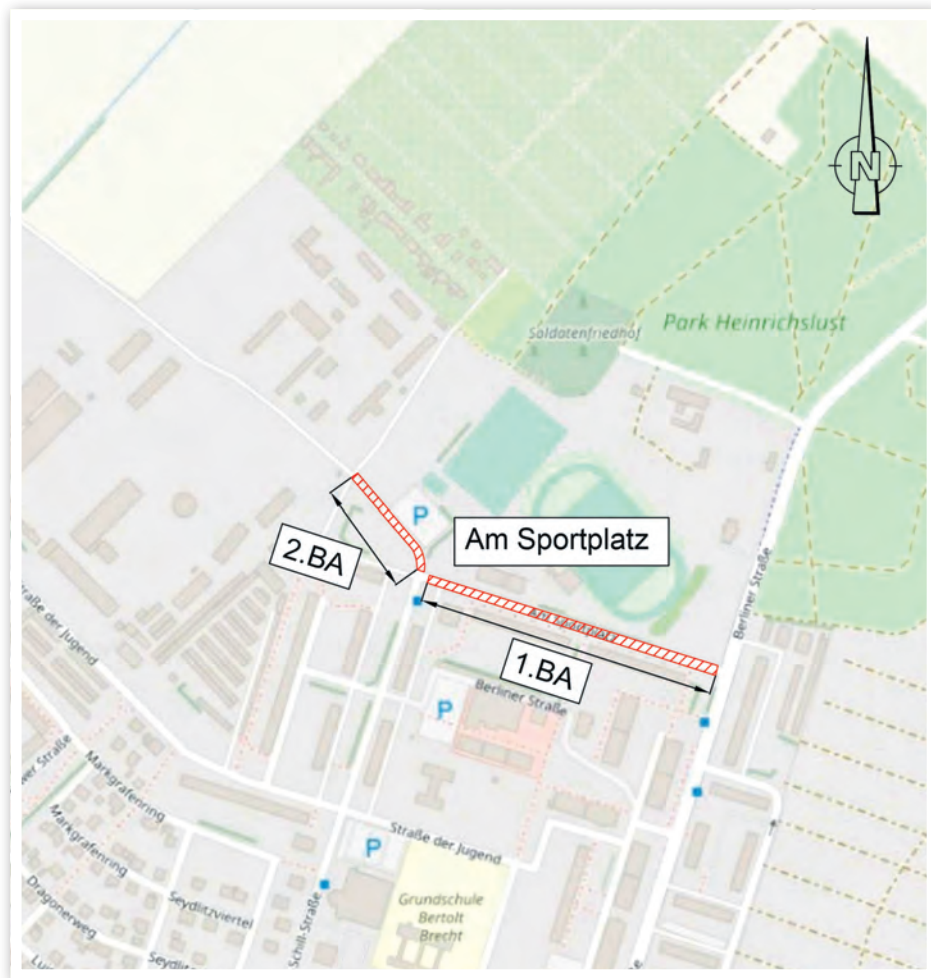 N
Soldatenfriedhof
Park Heinrichslust
P
Am Sportplatz
2.BA
Berliner Straße
1.BA
Straße der Jugend
Berliner Straße
P
Markgrafenring
Markgrafenring
Straße der Jugend
P
Seydlitzviertel
Grundschule
Bertolt
Brecht
Dragonerweg
Schill-Straße